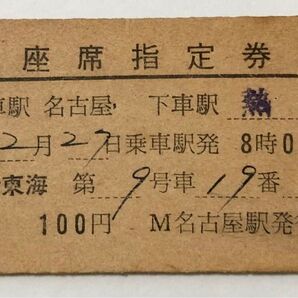 座席指定券
車駅 名古屋 下車駅 熱
2月27日乗車駅発 8時0
東海 第9号車19番
100円 M名古屋駅発行